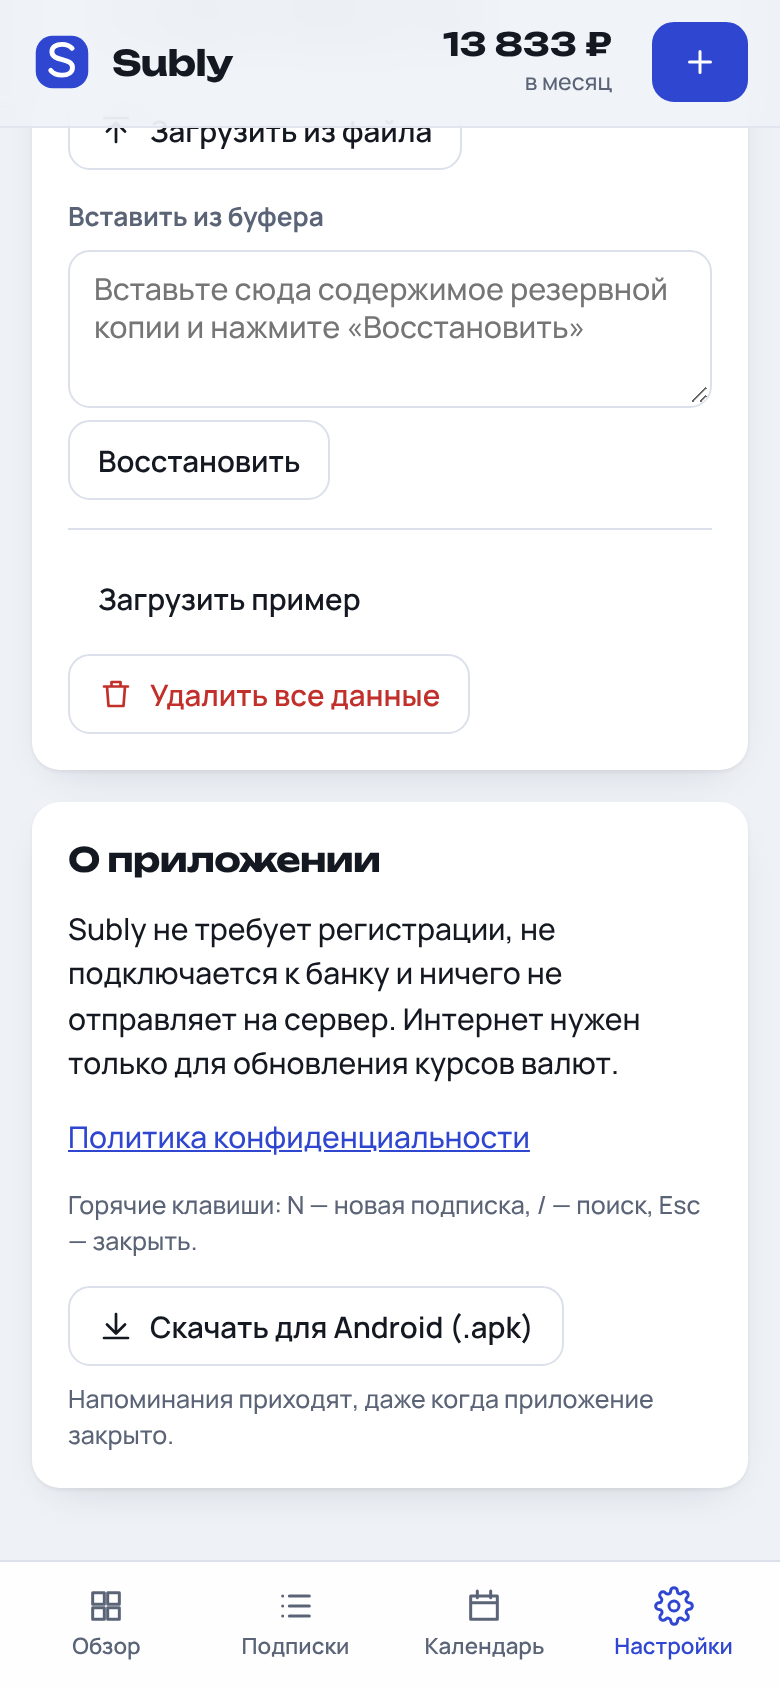 S Subly
13 833 ₽
в месяц
Загрузить из файла
Вставить из буфера
Вставьте сюда содержимое резервной
копии и нажмите «Восстановить»
Восстановить
Загрузить пример
Удалить все данные
О приложении
Subly не требует регистрации, не
подключается к банку и ничего не
отправляет на сервер. Интернет нужен
только для обновления курсов валют.
Политика конфиденциальности
Горячие клавиши: N — новая подписка, / — поиск, Esc
— закрыть.
Скачать для Android (.apk)
Напоминания приходят, даже когда приложение
закрыто.
Обзор
Подписки
Календарь
Настройки